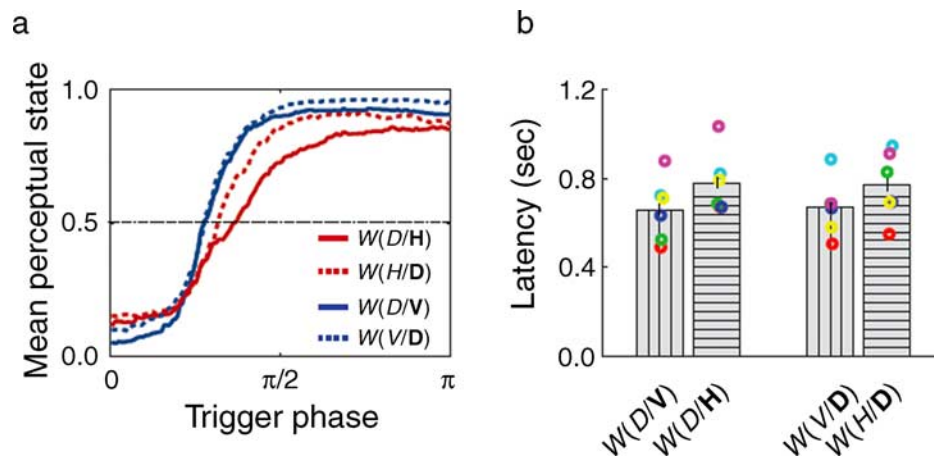 a
Mean perceptual state
1.0
0.5
0.0
0
π/2
π
Trigger phase
W(D/H)
W(H/D)
W(D/V)
W(V/D)
b
Latency (sec)
1.2
0.8
0.4
0.0
W(D/V)
W(D/H)
W(V/D)
W(H/D)